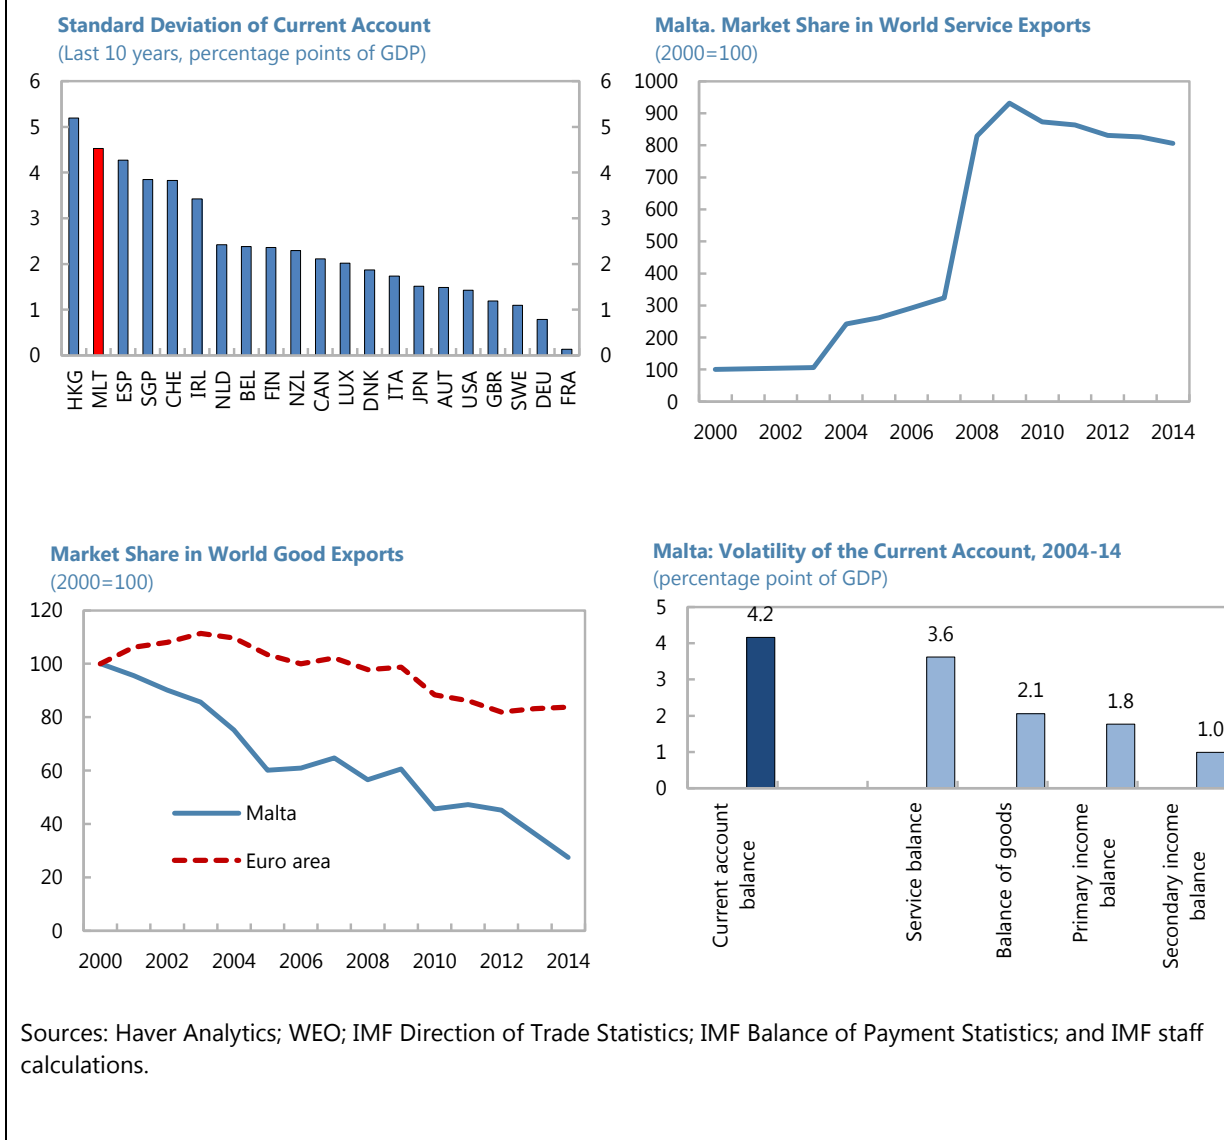 Standard Deviation of Current Account
(Last 10 years, percentage points of GDP)
6
5
4
3
2
1
0
6
5
4
3
2
1
0
HKG
MLT
ESP
SGP
CHE
IRL
NLD
BEL
FIN
NZL
CAN
LUX
DNK
ITA
JPN
AUT
USA
GBR
SWE
DEU
FRA
Malta. Market Share in World Service Exports
(2000=100)
1000
900
800
700
600
500
400
300
200
100
0
2000 2002 2004 2006 2008 2010 2012 2014
Market Share in World Good Exports
(2000=100)
120
100
80
60
40
20
0
Malta
Euro area
2000 2002 2004 2006 2008 2010 2012 2014
Malta: Volatility of the Current Account, 2004-14
(percentage point of GDP)
5
4
3
2
1
0
4.2
3.6
2.1
1.8
1.0
Current account
balance
Service balance
Balance of goods
Primary income
balance
Secondary income
balance
Sources: Haver Analytics; WEO; IMF Direction of Trade Statistics; IMF Balance of Payment Statistics; and IMF staff
calculations.